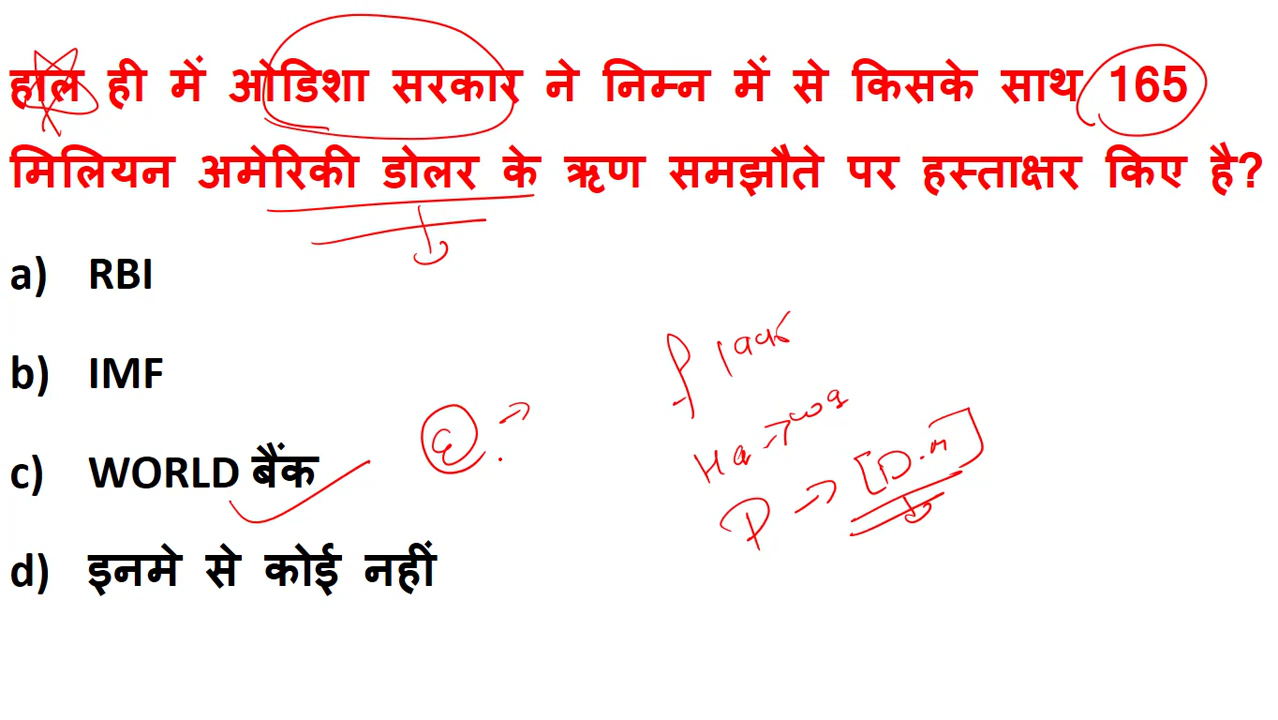 हाल ही में ओडिशा सरकार ने निम्न में से किसके साथ 165
मिलियन अमेरिकी डोलर के ऋण समझौते पर हस्ताक्षर किए है?
a) RBI
b) IMF
c) WORLD बैंक
d) इनमे से कोई नहीं
P → [D.m]